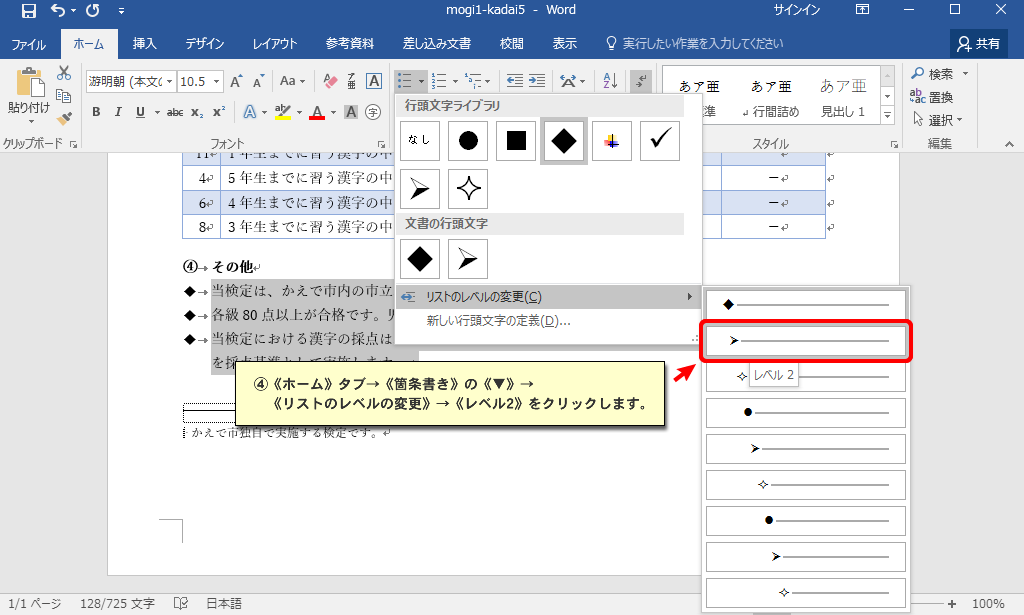 mogi1-kadai5 - Word
サインイン
ファイル ホーム 挿入 デザイン レイアウト 参考資料 差し込み文書 校閲 表示 実行したい作業を入力してください 共有
貼り付け
游明朝 (本文の 10.5
あア亜 あア亜 あア亜
準 行間詰め 見出し 1
検索
置換
選択
クリップボード フォント スタイル 編集
行頭文字ライブラリ
なし
文書の行頭文字
リストのレベルの変更(C)
新しい行頭文字の定義(D)...
11 1 年生までに習う漢字の中
4 5 年生までに習う漢字の中 ー
6 4 年生までに習う漢字の中 ー
8 3 年生までに習う漢字の中 ー
④ その他
当検定は、かえで市内の市立
各級 80 点以上が合格です。
当検定における漢字の採点は
を採点基準として実施します
④《ホーム》タブ→《箇条書き》の《▼》→
《リストのレベルの変更》→《レベル2》をクリックします。
かえで市独自で実施する検定です。
レベル 2
1/1 ページ 128/725 文字 日本語 100%